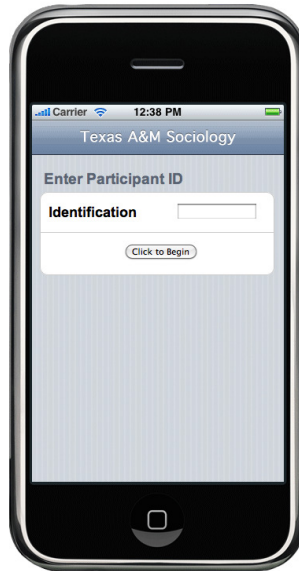 Carrier 12:38 PM
Texas A&M Sociology
Enter Participant ID
Identification
Click to Begin